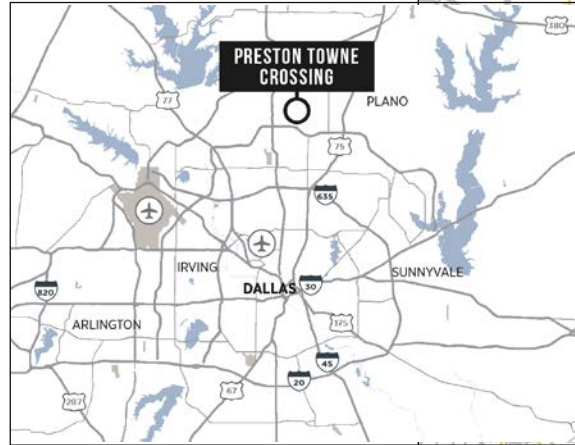 380
PRESTON TOWNE
CROSSING
77
PLANO
75
635
IRVING
SUNNYVALE
820
DALLAS
30
ARLINGTON
175
45
20
67
287